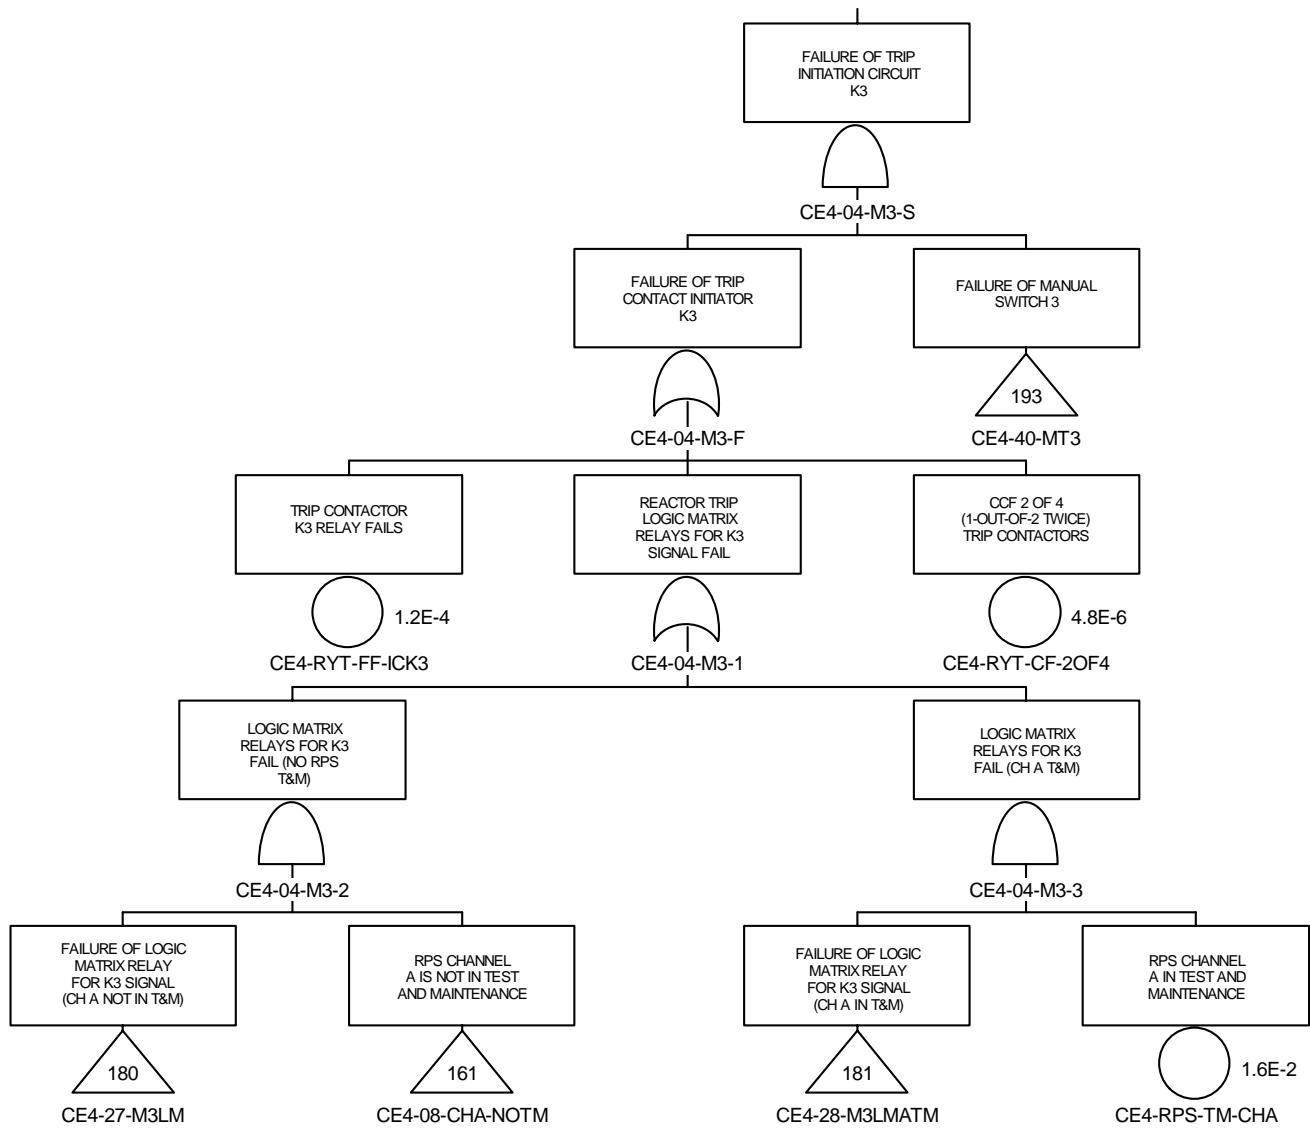 FAILURE OF TRIP
INITIATION CIRCUIT
K3
CE4-04-M3-S
FAILURE OF TRIP
CONTACT INITIATOR
K3
FAILURE OF MANUAL
SWITCH 3
193
CE4-04-M3-F
CE4-40-MT3
TRIP CONTACTOR
K3 RELAY FAILS
REACTOR TRIP
LOGIC MATRIX
RELAYS FOR K3
SIGNAL FAIL
CCF 2 OF 4
(1-OUT-OF-2 TWICE)
TRIP CONTACTORS
1.2E-4
4.8E-6
CE4-RYT-FF-ICK3
CE4-04-M3-1
CE4-RYT-CF-2OF4
LOGIC MATRIX
RELAYS FOR K3
FAIL (NO RPS
T&M)
LOGIC MATRIX
RELAYS FOR K3
FAIL (CH A T&M)
CE4-04-M3-2
CE4-04-M3-3
FAILURE OF LOGIC
MATRIX RELAY
FOR K3 SIGNAL
(CH A NOT IN T&M)
RPS CHANNEL
A IS NOT IN TEST
AND MAINTENANCE
FAILURE OF LOGIC
MATRIX RELAY
FOR K3 SIGNAL
(CH A IN T&M)
RPS CHANNEL
A IN TEST AND
MAINTENANCE
180
161
181
1.6E-2
CE4-27-M3LM
CE4-08-CHA-NOTM
CE4-28-M3LMATM
CE4-RPS-TM-CHA